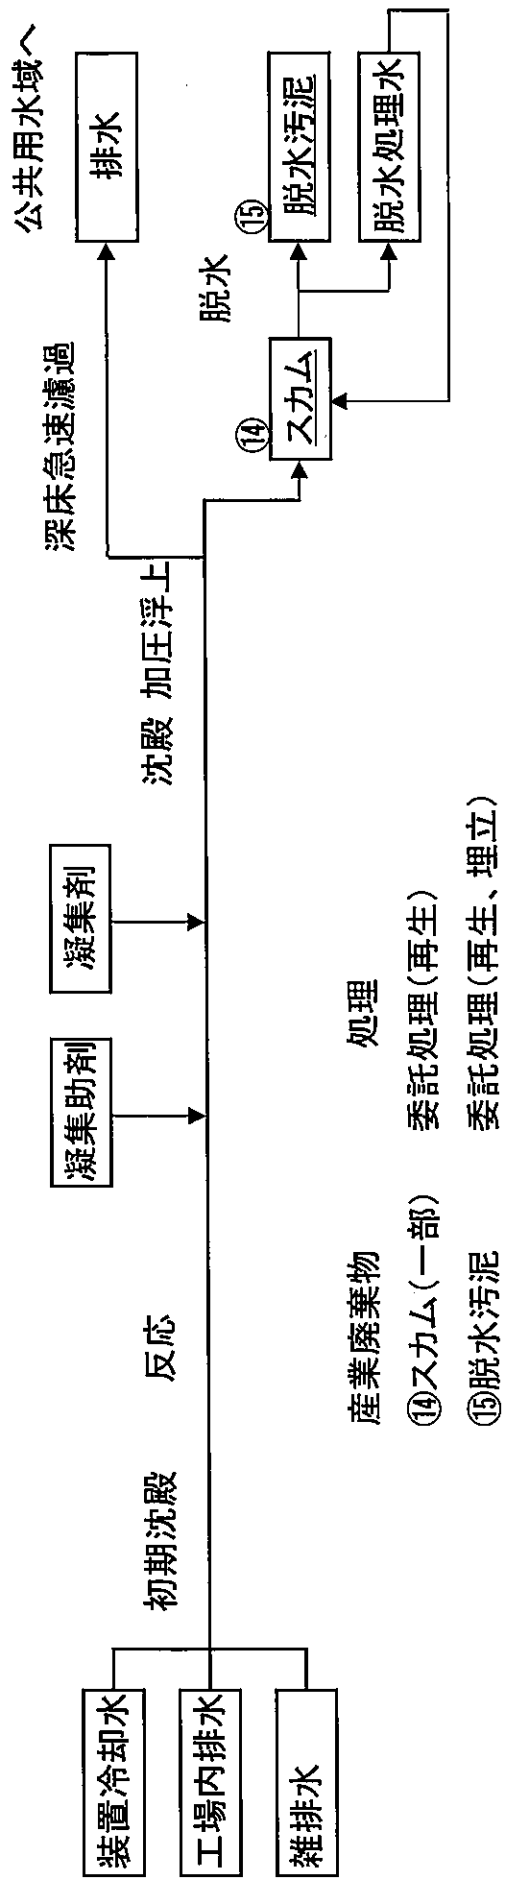 装置冷却水
工場内排水
雑排水
初期沈殿
反応
凝集助剤
凝集剤
沈殿 加圧浮上
深床急速濾過
公共用水域へ
排水
⑭
スカム
脱水
⑮
脱水汚泥
脱水処理水
産業廃棄物 処理
⑭スカム(一部) 委託処理(再生)
⑮脱水汚泥 委託処理(再生、埋立)